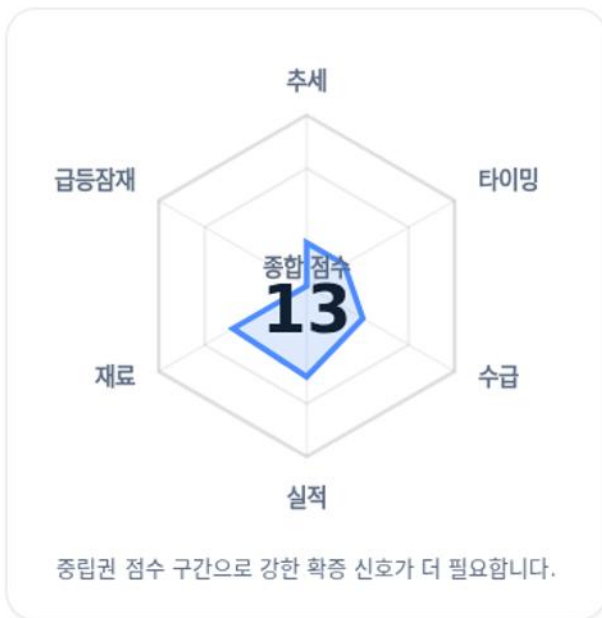 추세
급등잠재
타이밍
종합 점수
13
재료
수급
실적
중립권 점수 구간으로 강한 확증 신호가 더 필요합니다.